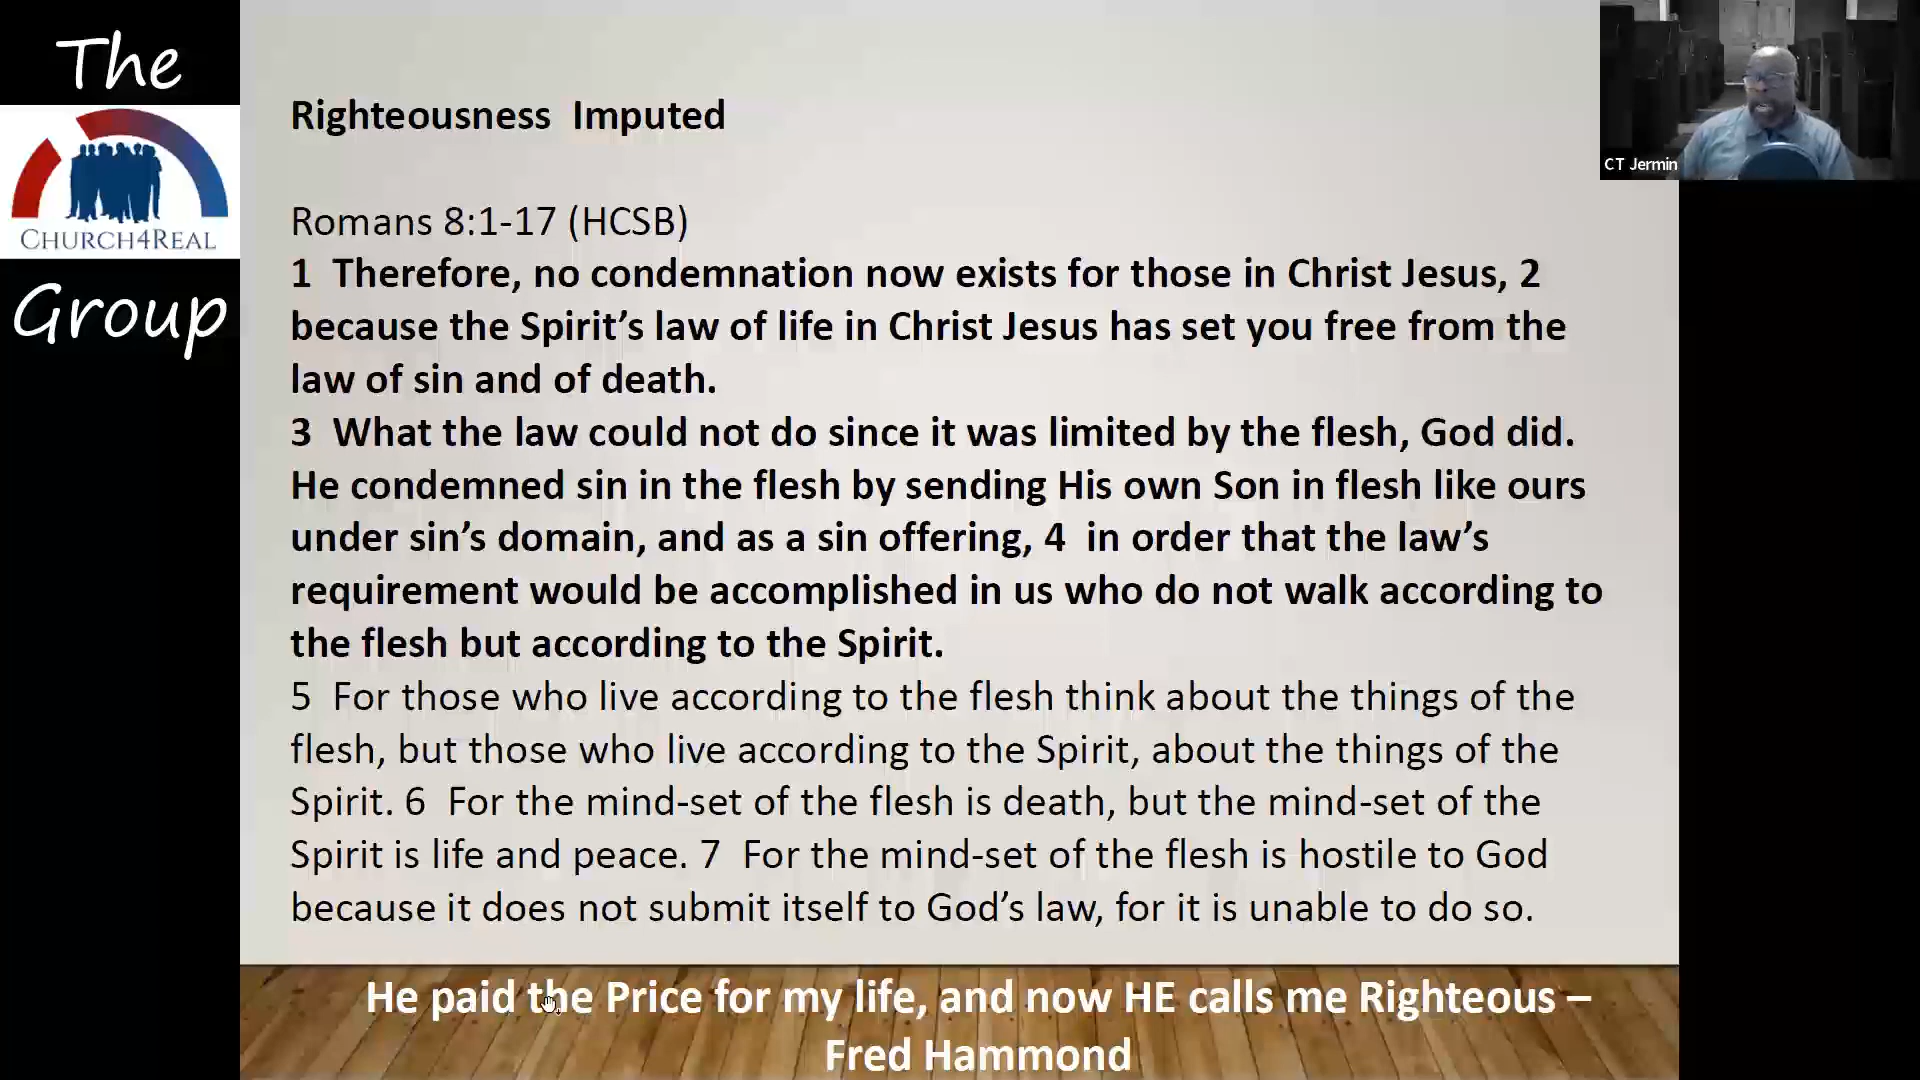 The
CHURCH4REAL
Group
Righteousness Imputed
Romans 8:1-17 (HCSB)
1 Therefore, no condemnation now exists for those in Christ Jesus, 2
because the Spirit’s law of life in Christ Jesus has set you free from the
law of sin and of death.
3 What the law could not do since it was limited by the flesh, God did.
He condemned sin in the flesh by sending His own Son in flesh like ours
under sin’s domain, and as a sin offering, 4 in order that the law’s
requirement would be accomplished in us who do not walk according to
the flesh but according to the Spirit.
5 For those who live according to the flesh think about the things of the
flesh, but those who live according to the Spirit, about the things of the
Spirit. 6 For the mind-set of the flesh is death, but the mind-set of the
Spirit is life and peace. 7 For the mind-set of the flesh is hostile to God
because it does not submit itself to God’s law, for it is unable to do so.
He paid the Price for my life, and now HE calls me Righteous –
Fred Hammond
CT Jermin